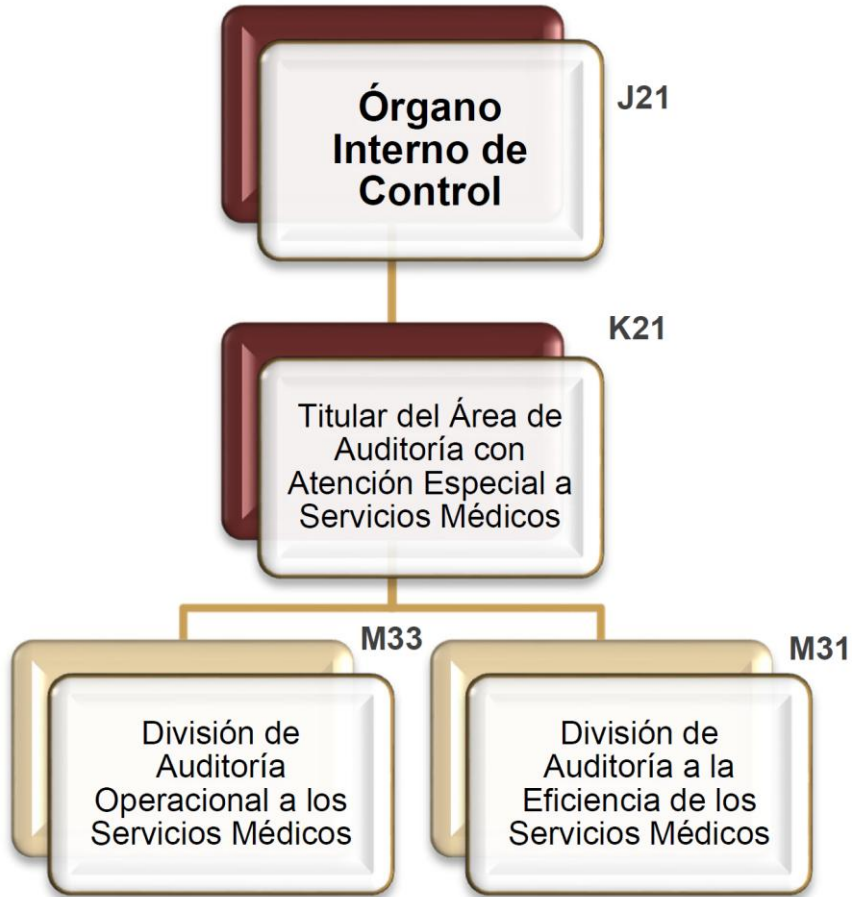 Órgano
Interno de
Control
J21
K21
Titular del Área de
Auditoría con
Atención Especial a
Servicios Médicos
M33
División de
Auditoría
Operacional a los
Servicios Médicos
M31
División de
Auditoría a la
Eficiencia de los
Servicios Médicos